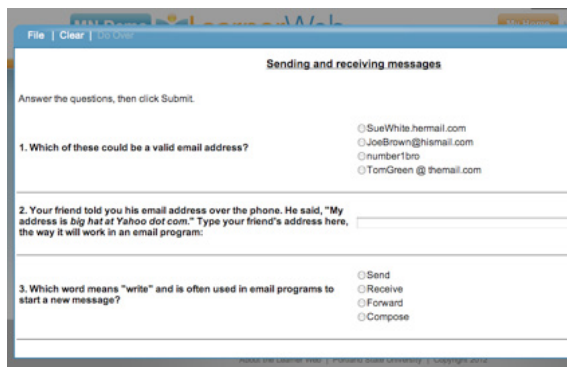 MN Demo LearnerWeb My Home
File | Clear | Do Over
Sending and receiving messages
Answer the questions, then click Submit.
1. Which of these could be a valid email address?
SueWhite.hermail.com
JoeBrown@hismail.com
number1bro
TomGreen @ themail.com
2. Your friend told you his email address over the phone. He said, "My
address is big hat at Yahoo dot com." Type your friend's address here,
the way it will work in an email program:
3. Which word means "write" and is often used in email programs to
start a new message?
Send
Receive
Forward
Compose
About the Learner Web | Portland State University | Copyright 2012